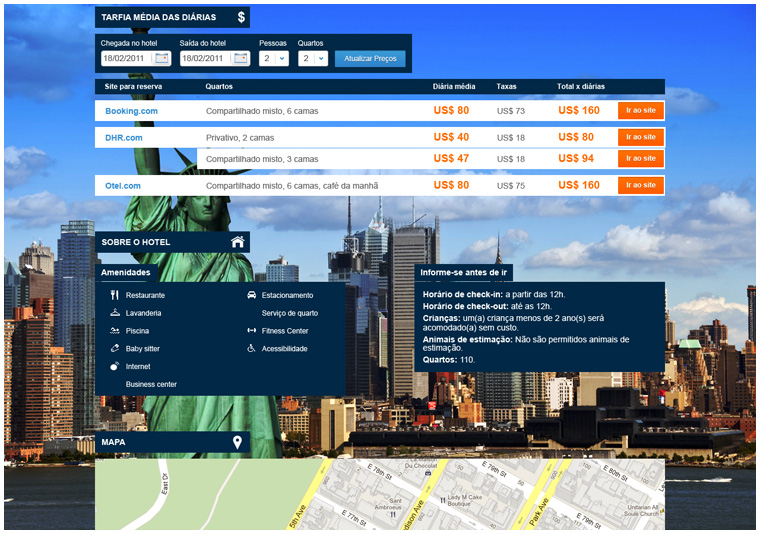 TARFIA MÉDIA DAS DIÁRIAS $
Chegada no hotel Saída do hotel Pessoas Quartos
18/02/2011 18/02/2011 2 2 Atualizar Preços
Site para reserva Quartos Diária média Taxas Total x diárias
Booking.com Compartilhado misto, 6 camas US$ 80 US$ 73 US$ 160 Ir ao site
DHR.com Privativo, 2 camas US$ 40 US$ 18 US$ 80 Ir ao site
Compartilhado misto, 3 camas US$ 47 US$ 18 US$ 94 Ir ao site
Otel.com Compartilhado misto, 6 camas, café da manhã US$ 80 US$ 75 US$ 160 Ir ao site
SOBRE O HOTEL
Amenidades
Restaurante Estacionamento
Lavanderia Serviço de quarto
Piscina Fitness Center
Baby sitter Acessibilidade
Internet
Business center
Informe-se antes de ir
Horário de check-in: a partir das 12h.
Horário de check-out: até as 12h.
Crianças: um(a) criança menos de 2 ano(s) será
acomodado(a) sem custo.
Animais de estimação: Não são permitidos animais de
estimação.
Quartos: 110.
MAPA
East Dr
5th Ave
E 78th St
E 77th St
La Maison
Du Chocolat
Sant
Ambroeus
Madison Ave
Lady M Cake
Boutique
E 79th St
Park Ave
E 80th St
Unitarian All
Souls Church